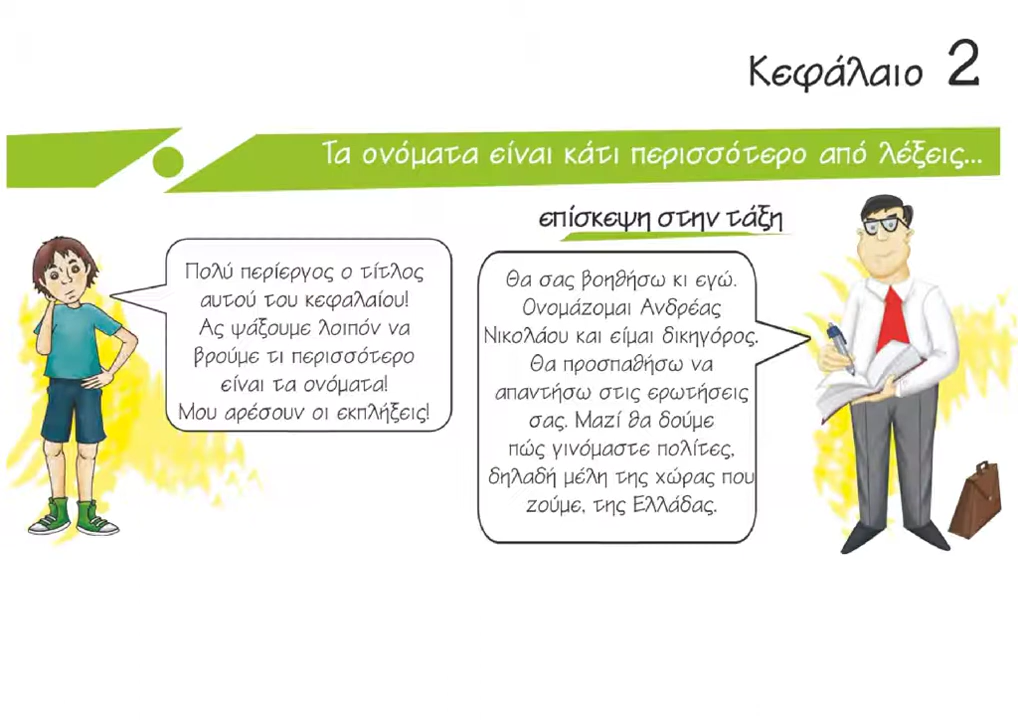 Κεφάλαιο 2
Τα ονόματα είναι κάτι περισσότερο από λέξεις...
επίσκεψη στην τάξη
Πολύ περίεργος ο τίτλος
αυτού του κεφαλαίου!
Ας ψάξουμε λοιπόν να
βρούμε τι περισσότερο
είναι τα ονόματα!
Μου αρέσουν οι εκπλήξεις!
Θα σας βοηθήσω κι εγώ.
Ονομάζομαι Ανδρέας
Νικολάου και είμαι δικηγόρος.
Θα προσπαθήσω να
απαντήσω στις ερωτήσεις
σας. Μαζί θα δούμε
πώς γινόμαστε πολίτες,
δηλαδή μέλη της χώρας που
ζούμε, της Ελλάδας.